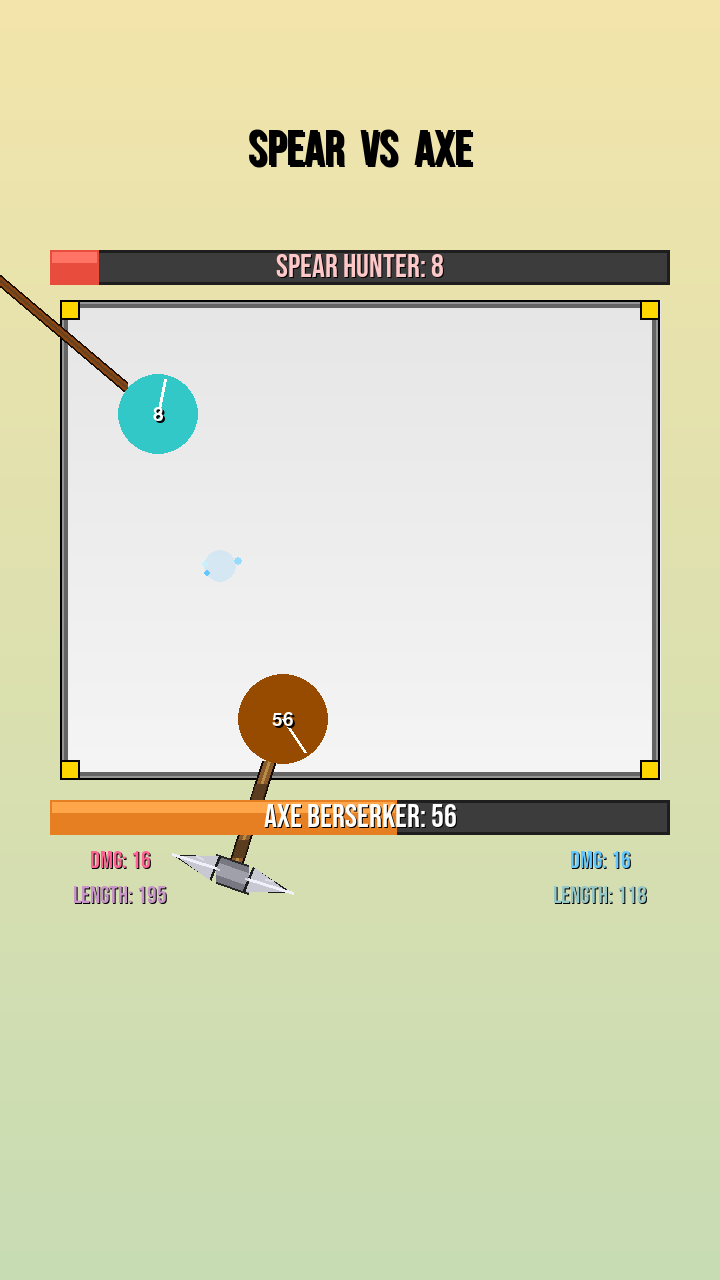 SPEAR VS AXE
SPEAR HUNTER: 8
8
56
AXE BERSERKER: 56
DMG: 16
DMG: 16
LENGTH: 195
LENGTH: 118